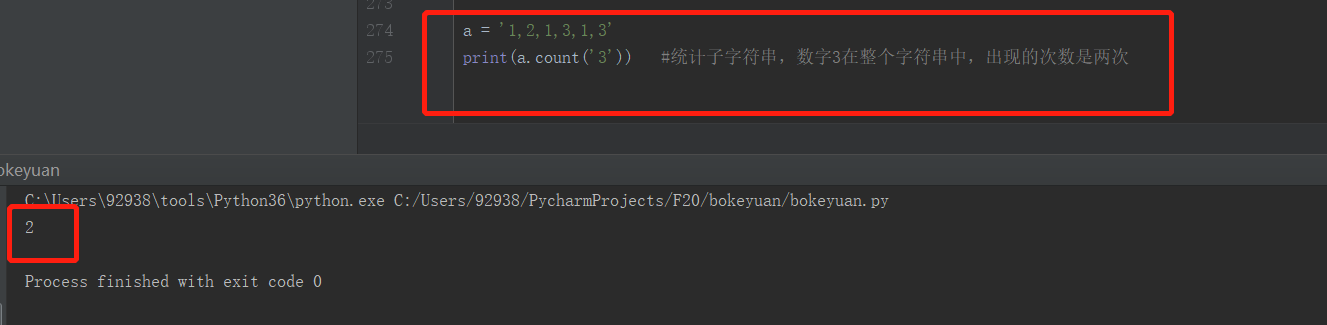 273
274 a = '1,2,1,3,1,3'
275 print(a.count('3')) #统计子字符串，数字3在整个字符串中，出现的次数是两次
okeyuan
C:\Users\92938\tools\Python36\python.exe C:/Users/92938/PycharmProjects/F20/bokeyuan/bokeyuan.py
2
Process finished with exit code 0